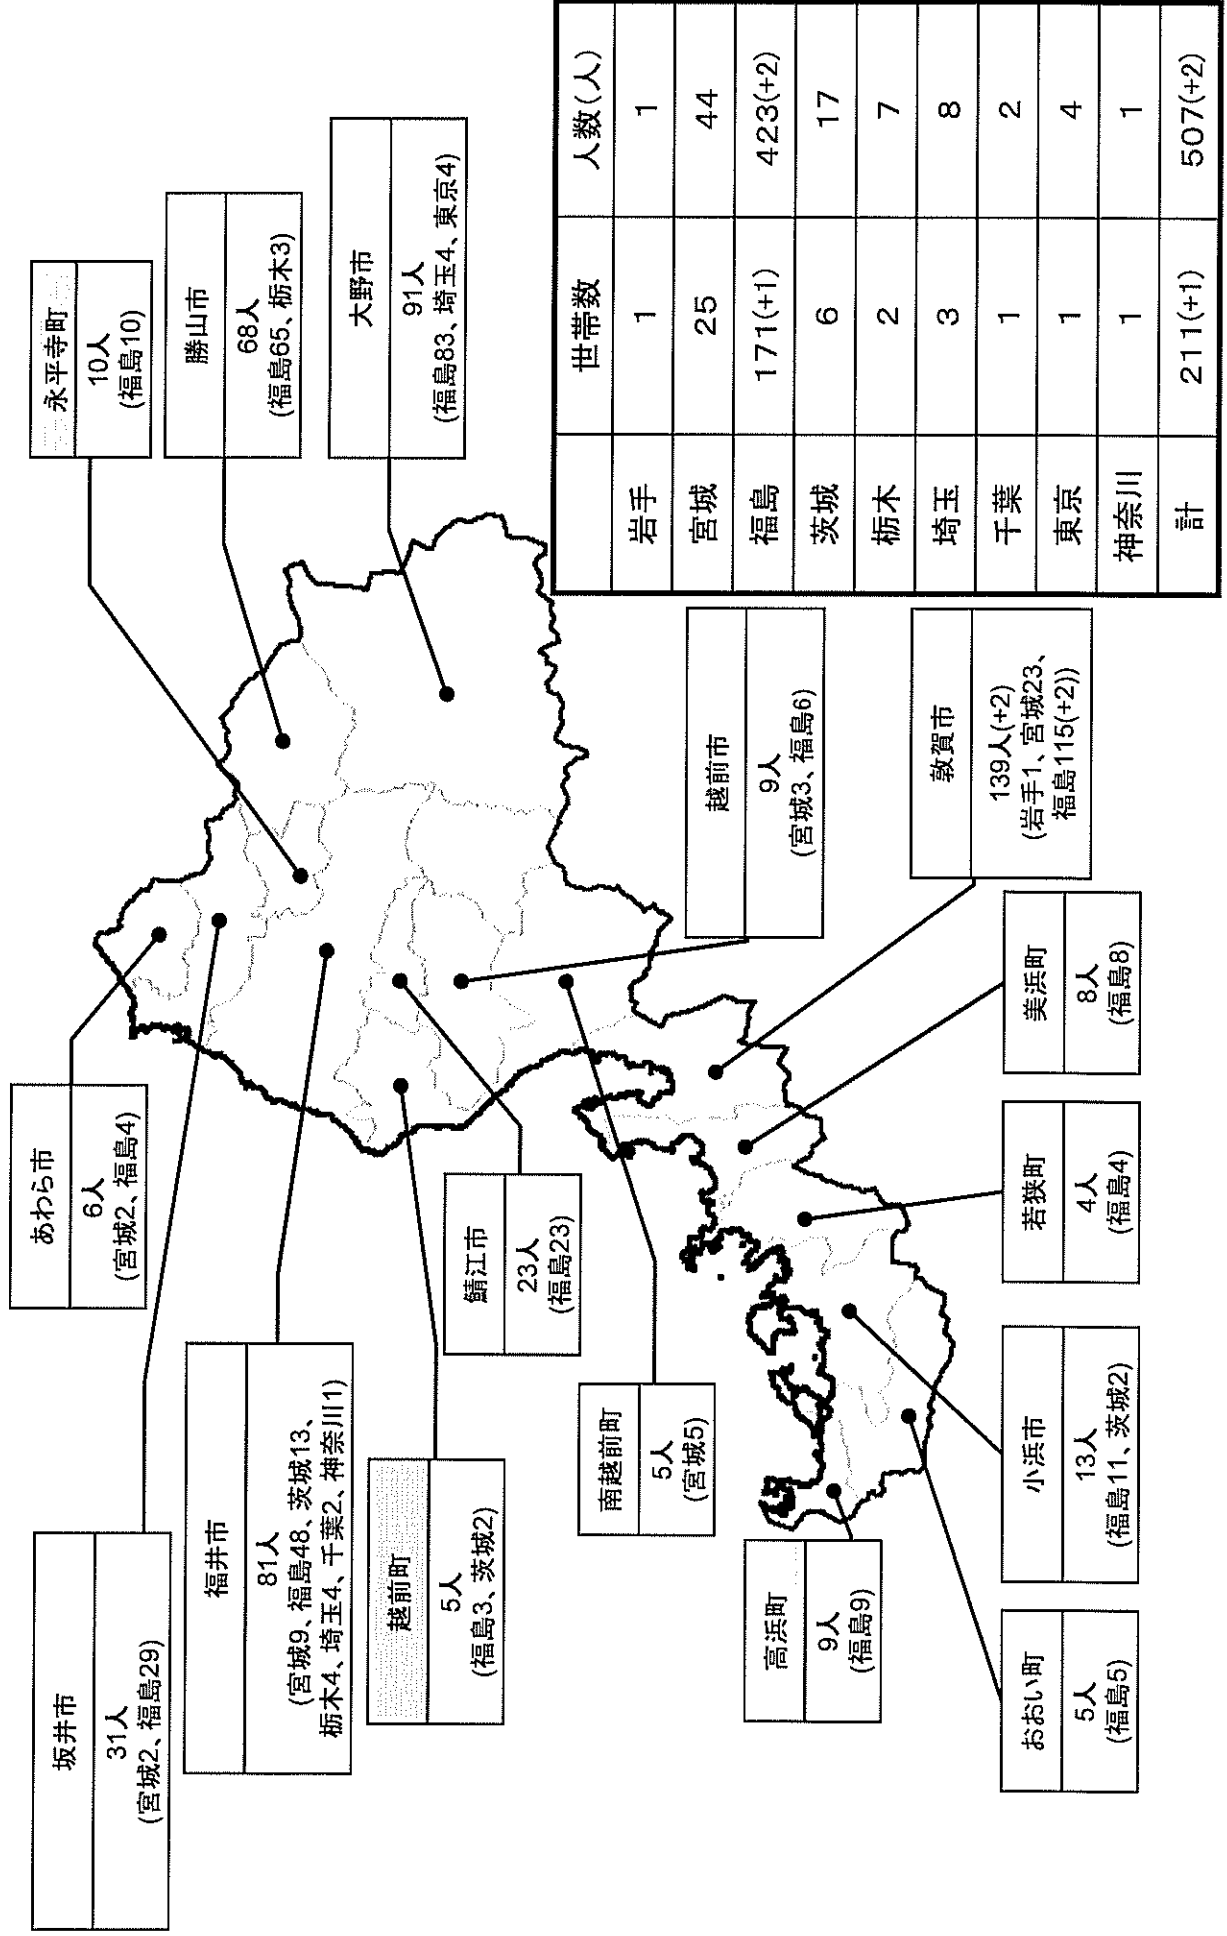 坂井市
31人
(宮城2、福島29)
あわら市
6人
(宮城2、福島4)
永平寺町
10人
(福島10)
勝山市
68人
(福島65、栃木3)
大野市
91人
(福島83、埼玉4、東京4)
福井市
81人
(宮城9、福島48、茨城13、
栃木4、埼玉4、千葉2、神奈川1)
越前町
5人
(福島3、茨城2)
鯖江市
23人
(福島23)
南越前町
5人
(宮城5)
越前市
9人
(宮城3、福島6)
敦賀市
139人(+2)
(岩手1、宮城23、
福島115(+2))
美浜町
8人
(福島8)
若狭町
4人
(福島4)
小浜市
13人
(福島11、茨城2)
高浜町
9人
(福島9)
おおい町
5人
(福島5)
世帯数 人数(人)
岩手 1 1
宮城 25 44
福島 171(+1) 423(+2)
茨城 6 17
栃木 2 7
埼玉 3 8
千葉 1 2
東京 1 4
神奈川 1 1
計 211(+1) 507(+2)